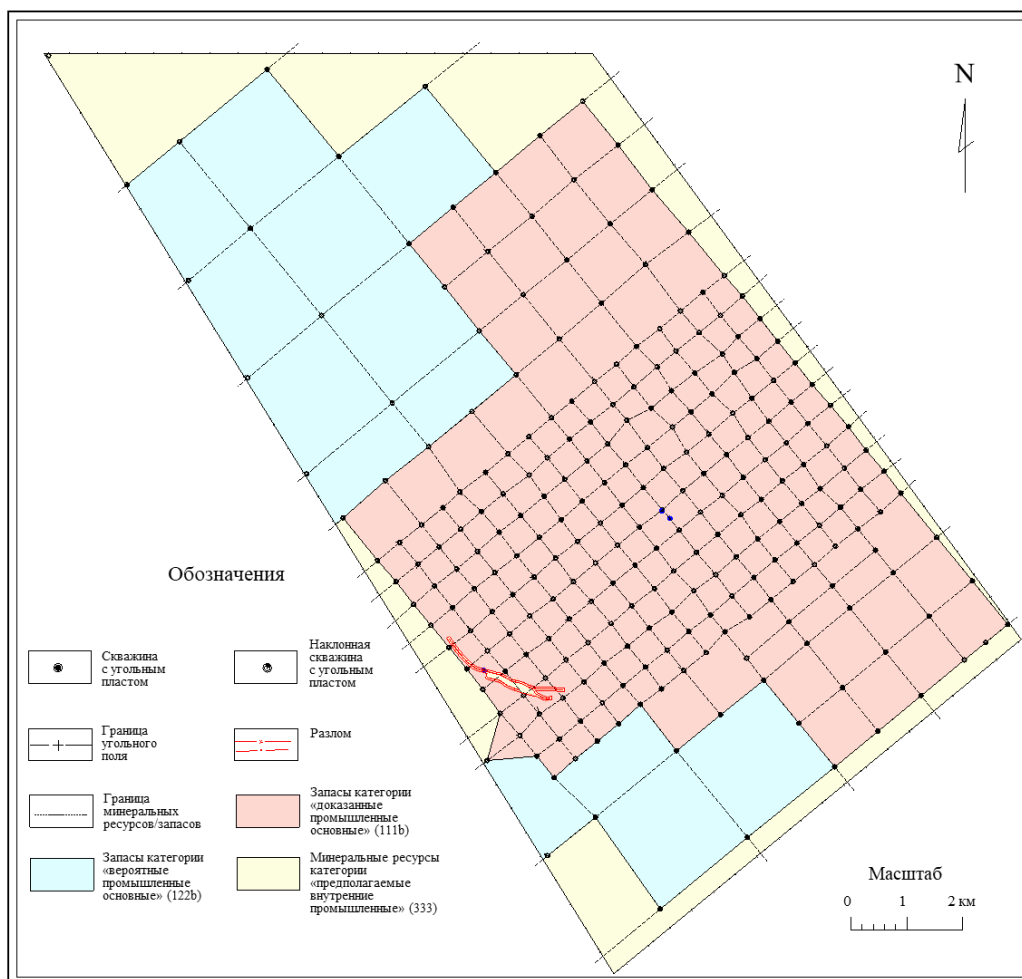 N
Обозначения
Скважина
с угольным
пластом
Наклонная
скважина
с угольным
пластом
Граница
угольного
поля
Разлом
Граница
минеральных
ресурсов/запасов
Запасы категории
«доказанные
промышленные
основные» (111b)
Запасы категории
«вероятные
промышленные
основные» (122b)
Минеральные ресурсы
категории
«предполагаемые
внутренние
промышленные» (333)
Масштаб
0 1 2 км